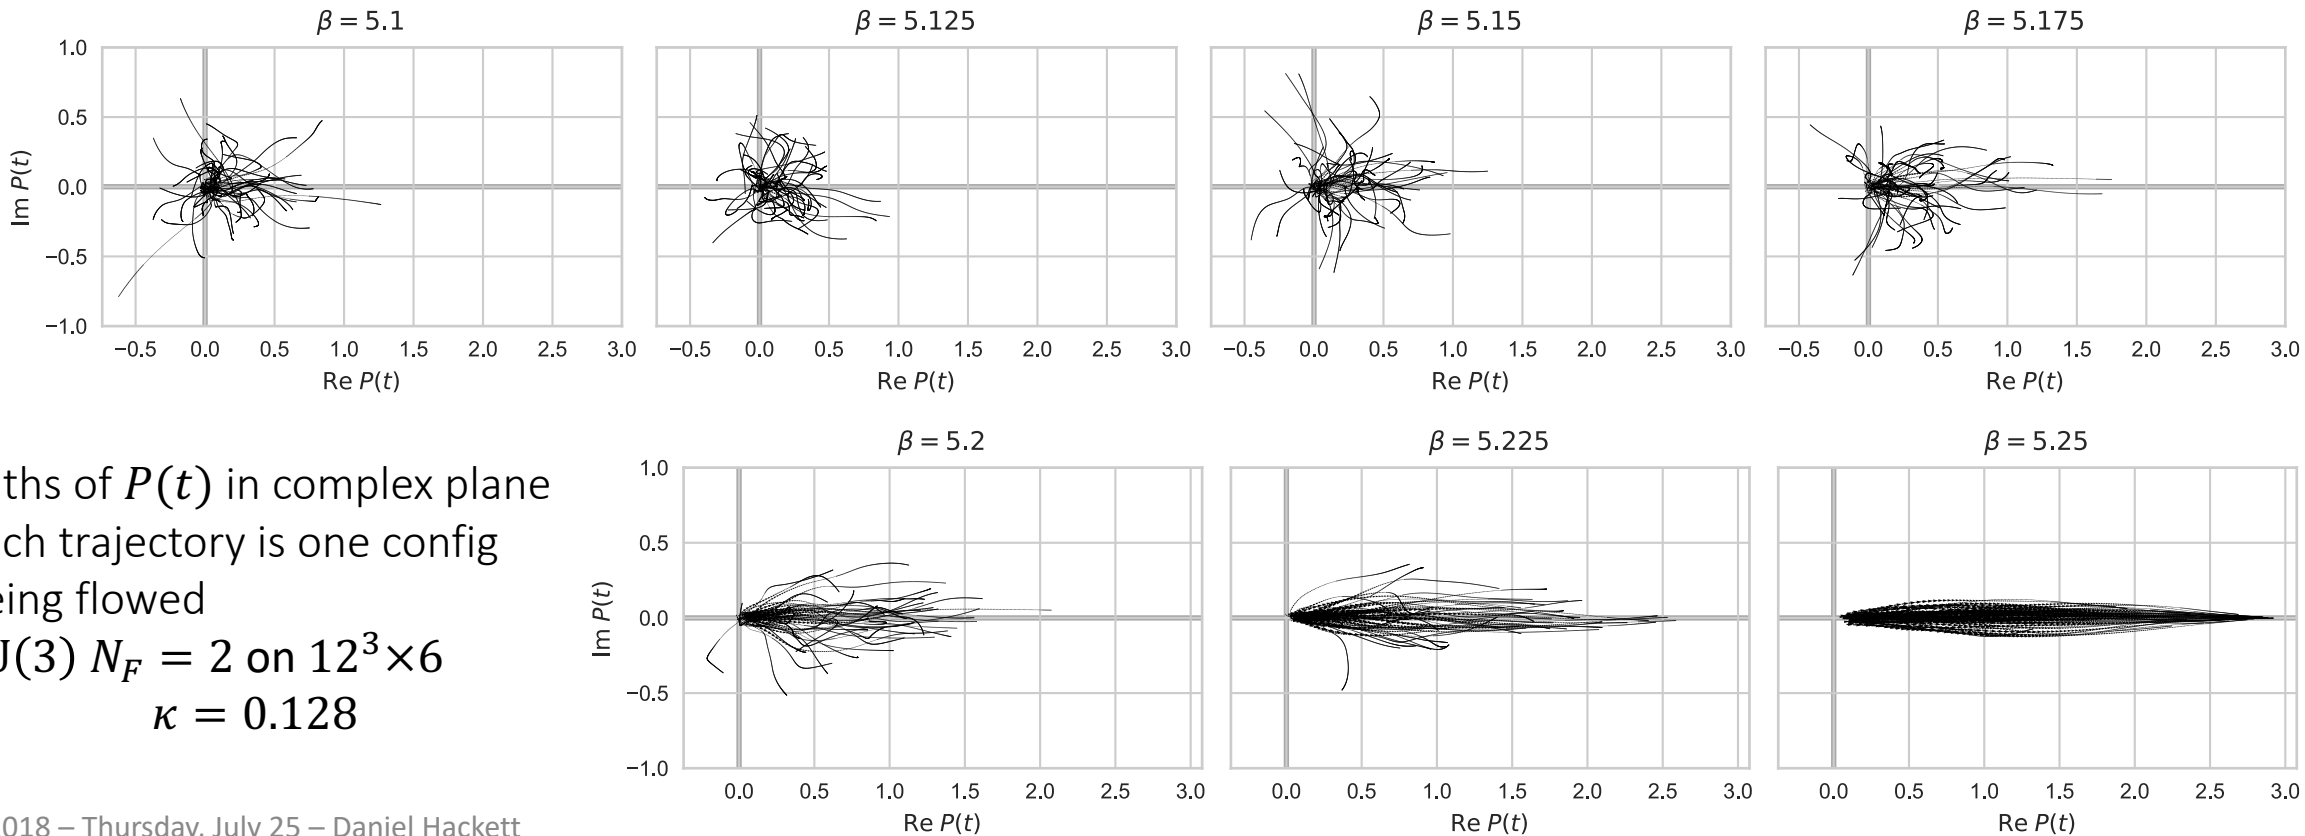 β = 5.1
β = 5.125
β = 5.15
β = 5.175
1.0
0.5
0.0
−0.5
−1.0
Im P(t)
−0.5 0.0 0.5 1.0 1.5 2.0 2.5 3.0
−0.5 0.0 0.5 1.0 1.5 2.0 2.5 3.0
−0.5 0.0 0.5 1.0 1.5 2.0 2.5 3.0
−0.5 0.0 0.5 1.0 1.5 2.0 2.5 3.0
Re P(t)
Re P(t)
Re P(t)
Re P(t)
ths of P(t) in complex plane
ch trajectory is one config
eing flowed
J(3) N_F = 2 on 12³×6
κ = 0.128
β = 5.2
β = 5.225
β = 5.25
1.0
0.5
0.0
−0.5
−1.0
Im P(t)
0.0 0.5 1.0 1.5 2.0 2.5 3.0
0.0 0.5 1.0 1.5 2.0 2.5 3.0
0.0 0.5 1.0 1.5 2.0 2.5 3.0
Re P(t)
Re P(t)
Re P(t)
018 – Thursday, July 25 – Daniel Hackett